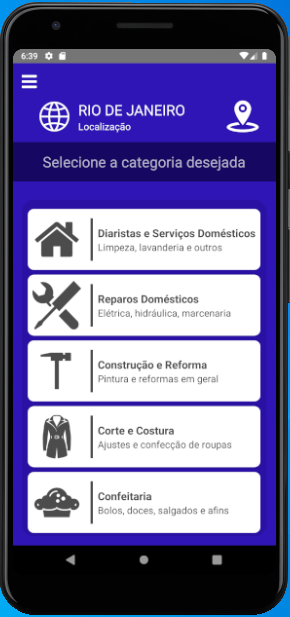 6:39
RIO DE JANEIRO
Localização
Selecione a categoria desejada
Diaristas e Serviços Domésticos
Limpeza, lavanderia e outros
Reparos Domésticos
Elétrica, hidráulica, marcenaria
Construção e Reforma
Pintura e reformas em geral
Corte e Costura
Ajustes e confecção de roupas
Confeitaria
Bolos, doces, salgados e afins